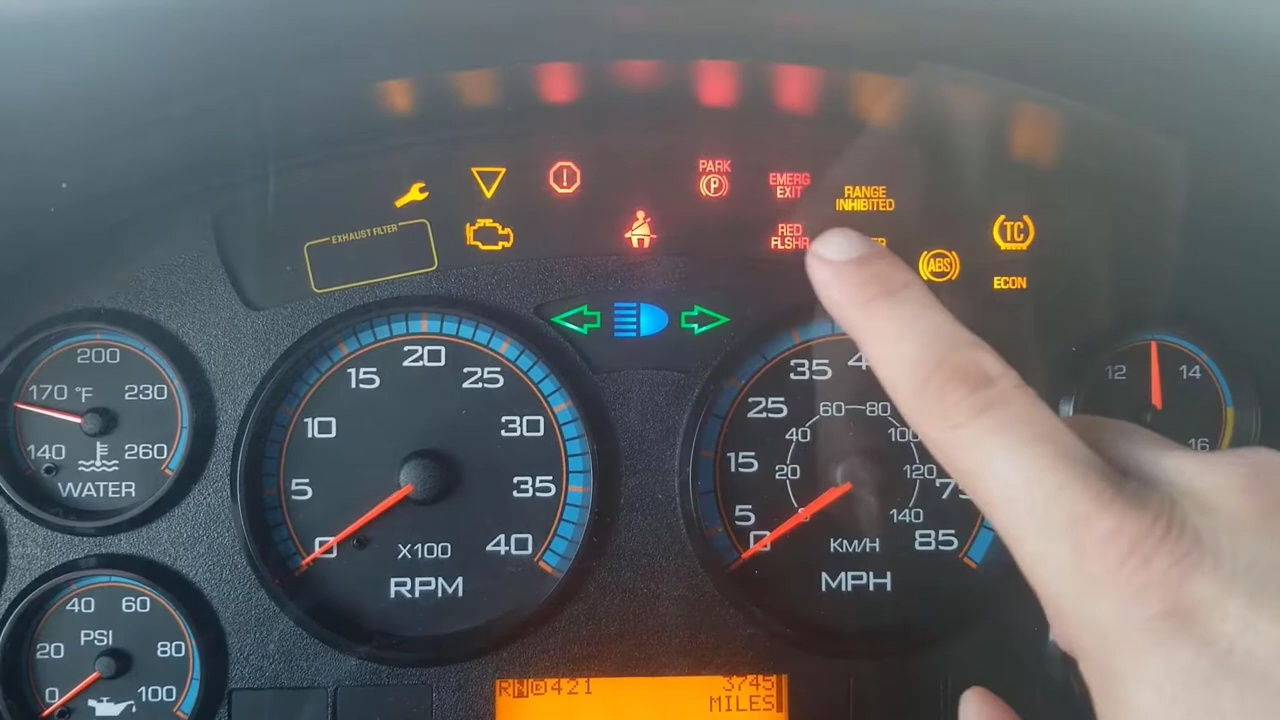 PARK
P
EMERG
EXIT
RANGE
INHIBITED
EXHAUST FILTER
RED
FLSHR
ABS
TC
ECON
200
170 °F 230
140 260
WATER
20
15 25
10 30
5 35
0 40
X100
RPM
35
25
15
5
0
60 80
40 100
20 120
0 140
KM/H
85
MPH
12 14
16
40 60
PSI
20 80
0 100
RND421 3745
MILES